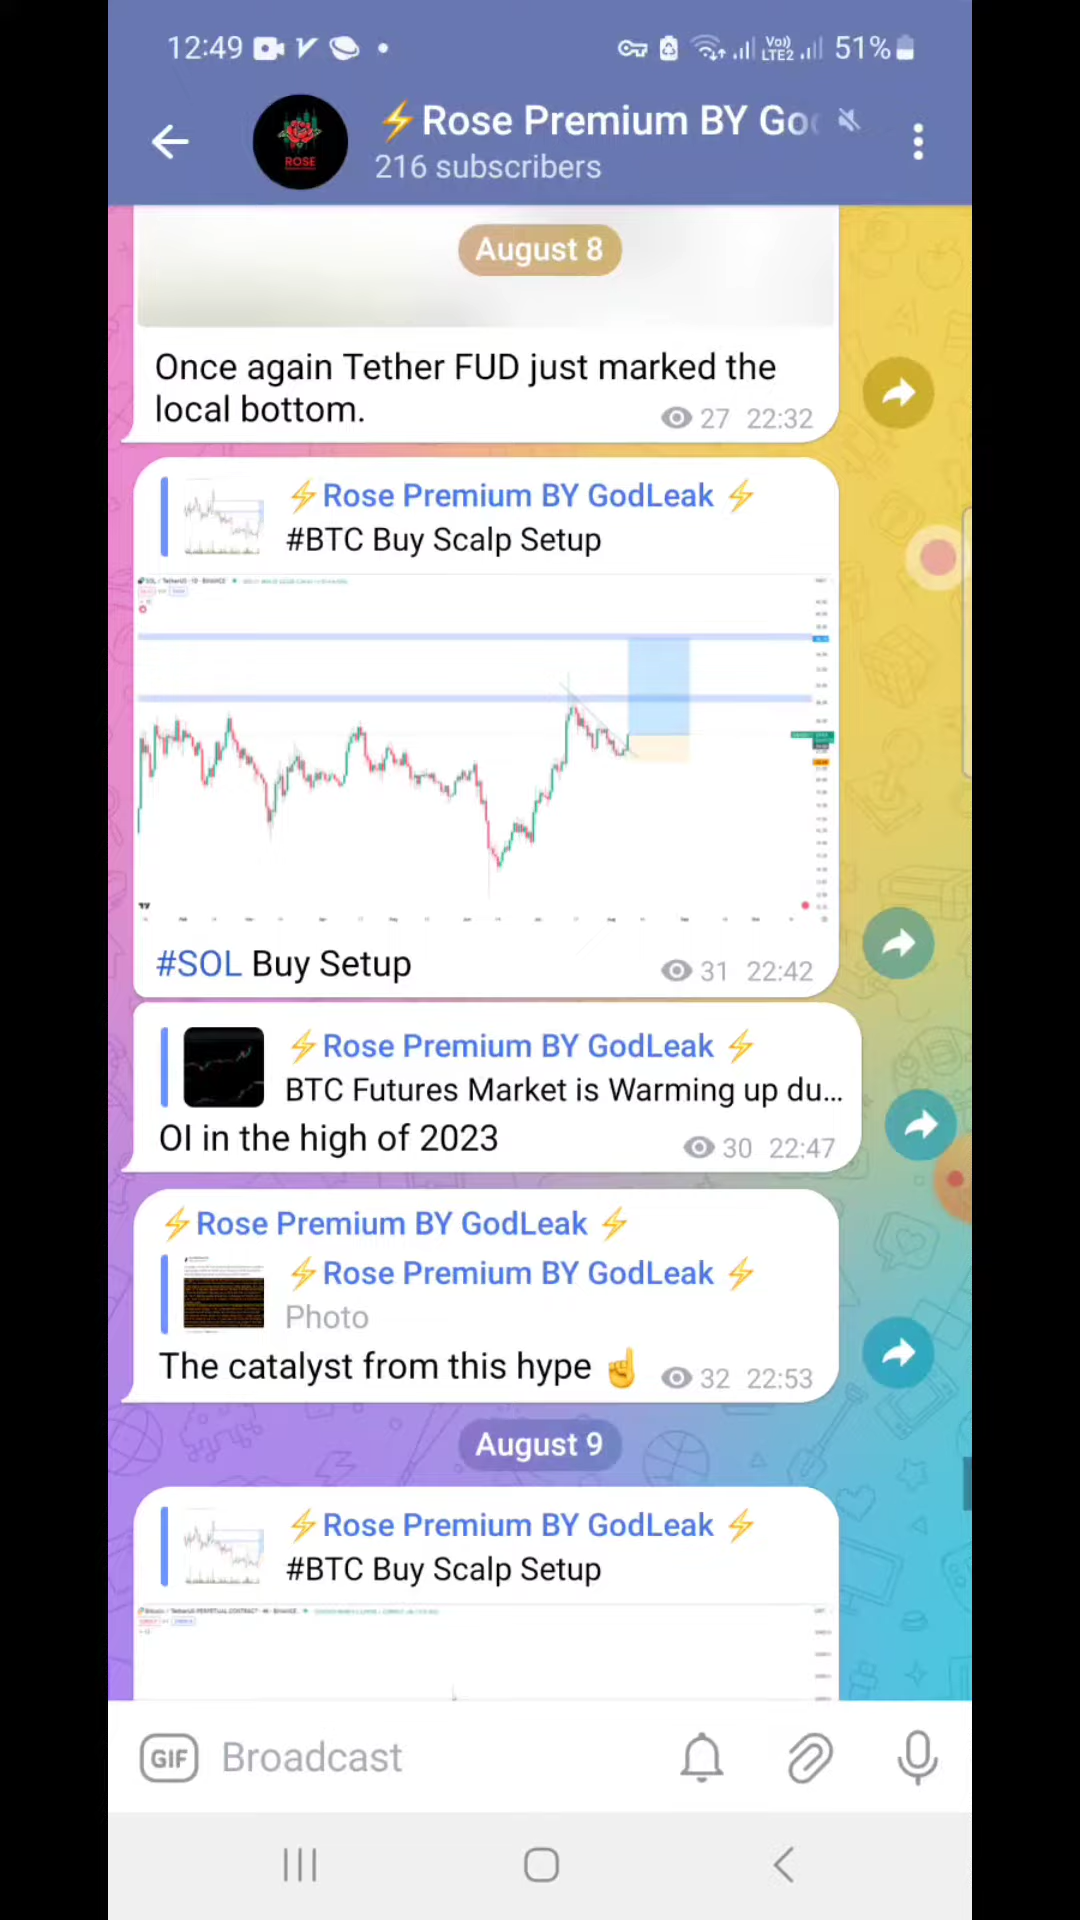 12:49
Vo)) LTE2 51%
⚡Rose Premium BY Go
216 subscribers
ROSE
August 8
Once again Tether FUD just marked the
local bottom.
27 22:32
⚡Rose Premium BY GodLeak ⚡
#BTC Buy Scalp Setup
#SOL Buy Setup
31 22:42
⚡Rose Premium BY GodLeak ⚡
BTC Futures Market is Warming up du...
OI in the high of 2023
30 22:47
⚡Rose Premium BY GodLeak ⚡
⚡Rose Premium BY GodLeak ⚡
Photo
The catalyst from this hype ☝
32 22:53
August 9
⚡Rose Premium BY GodLeak ⚡
#BTC Buy Scalp Setup
GIF Broadcast